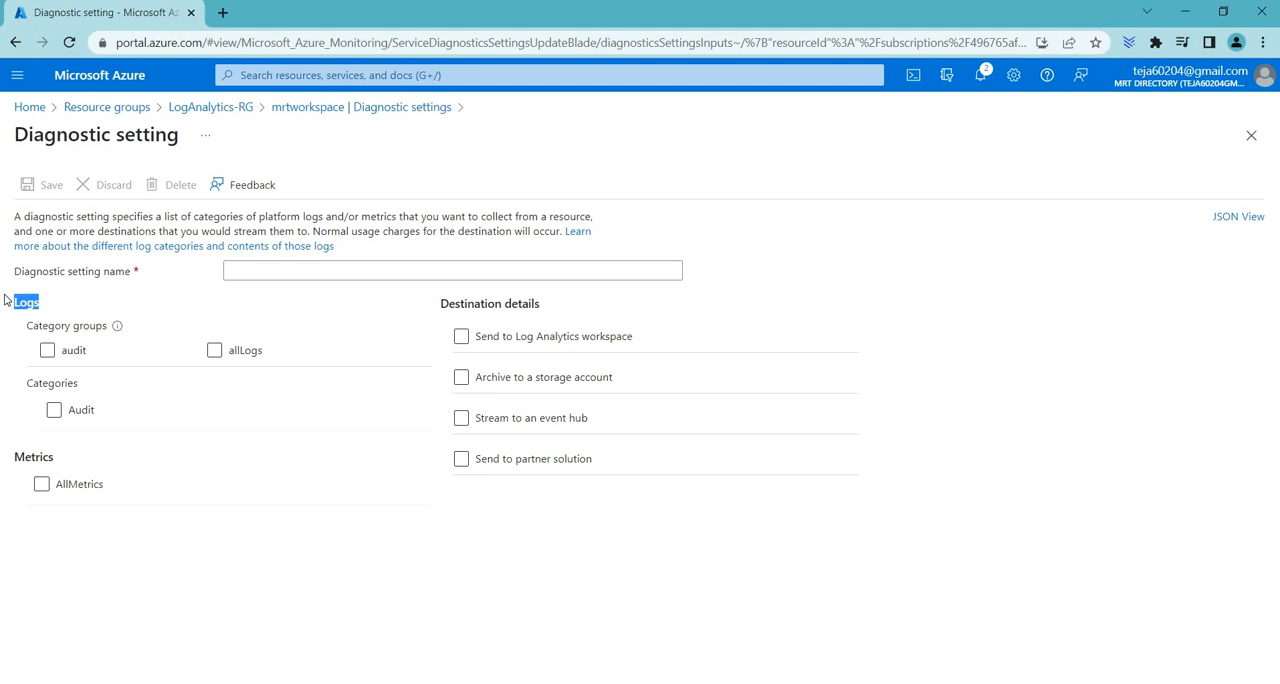 Diagnostic setting - Microsoft Az
portal.azure.com/#view/Microsoft_Azure_Monitoring/ServiceDiagnosticsSettingsUpdateBlade/diagnosticsSettingsInputs~/%7B"resourceId"%3A"%2Fsubscriptions%2F496765af...
Microsoft Azure
Search resources, services, and docs (G+/)
2
teja60204@gmail.com
MRT DIRECTORY (TEJA60204GM...
Home > Resource groups > LogAnalytics-RG > mrtworkspace | Diagnostic settings >
Diagnostic setting ...
Save Discard Delete Feedback
A diagnostic setting specifies a list of categories of platform logs and/or metrics that you want to collect from a resource,
and one or more destinations that you would stream them to. Normal usage charges for the destination will occur. Learn
more about the different log categories and contents of those logs
JSON View
Diagnostic setting name *
Logs
Category groups
audit
allLogs
Categories
Audit
Metrics
AllMetrics
Destination details
Send to Log Analytics workspace
Archive to a storage account
Stream to an event hub
Send to partner solution